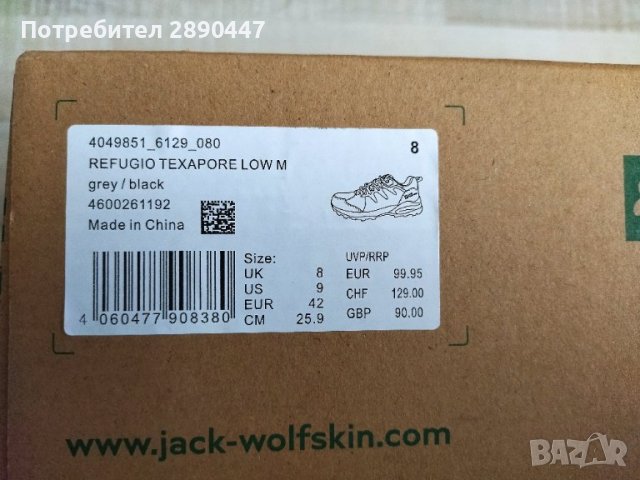 Потребител 2890447
4049851_6129_080
8
REFUGIO TEXAPORE LOW M
grey / black
4600261192
Made in China
Size:
UK 8
US 9
EUR 42
CM 25.9
UVP/RRP
EUR 99.95
CHF 129.00
GBP 90.00
4 060477 908380
www.jack-wolfskin.com
BAZAR